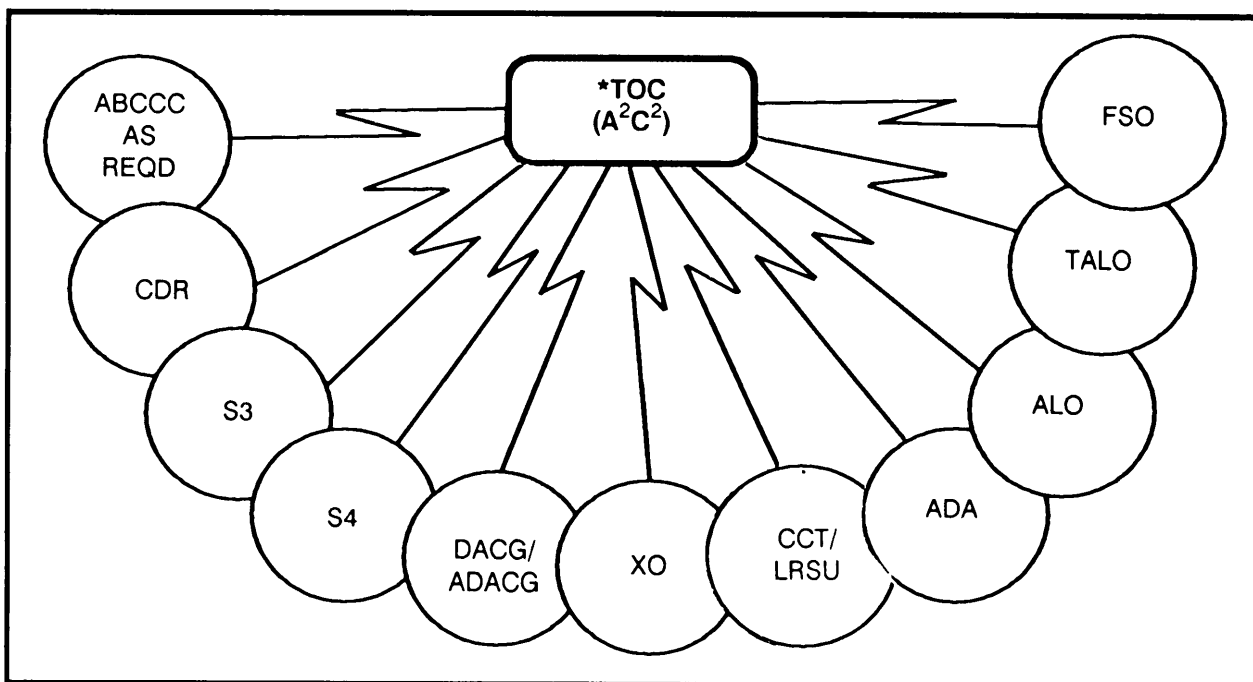 *TOC
(A²C²)
ABCCC
AS
REQD
CDR
S3
S4
DACG/
ADACG
XO
CCT/
LRSU
ADA
ALO
TALO
FSO